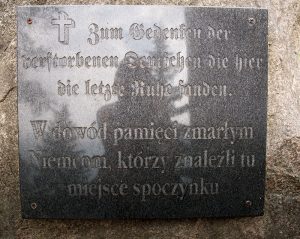 Zum Gedenken der
verstorbenen Deutschen die hier
die letzte Ruhe fanden.
W dowód pamięci zmarłym
Niemcom, którzy znaleźli tu
miejsce spoczynku